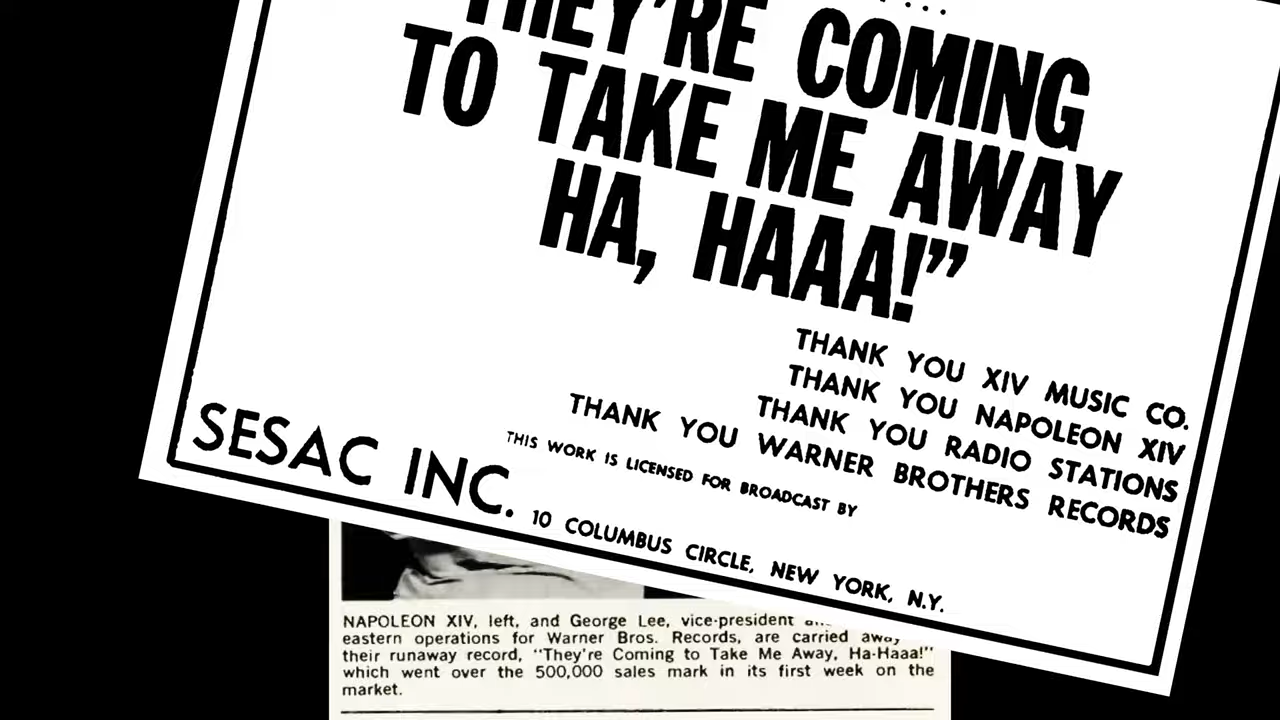 THEY'RE COMING
TO TAKE ME AWAY
HA, HAAA!"
THANK YOU XIV MUSIC CO.
THANK YOU NAPOLEON XIV
THANK YOU RADIO STATIONS
THANK YOU WARNER BROTHERS RECORDS
THIS WORK IS LICENSED FOR BROADCAST BY
SESAC INC. 10 COLUMBUS CIRCLE, NEW YORK, N.Y.
NAPOLEON XIV, left, and George Lee, vice-president
eastern operations for Warner Bros. Records, are carried away
their runaway record, "They're Coming to Take Me Away, Ha-Haaa!"
which went over the 500,000 sales mark in its first week on the
market.